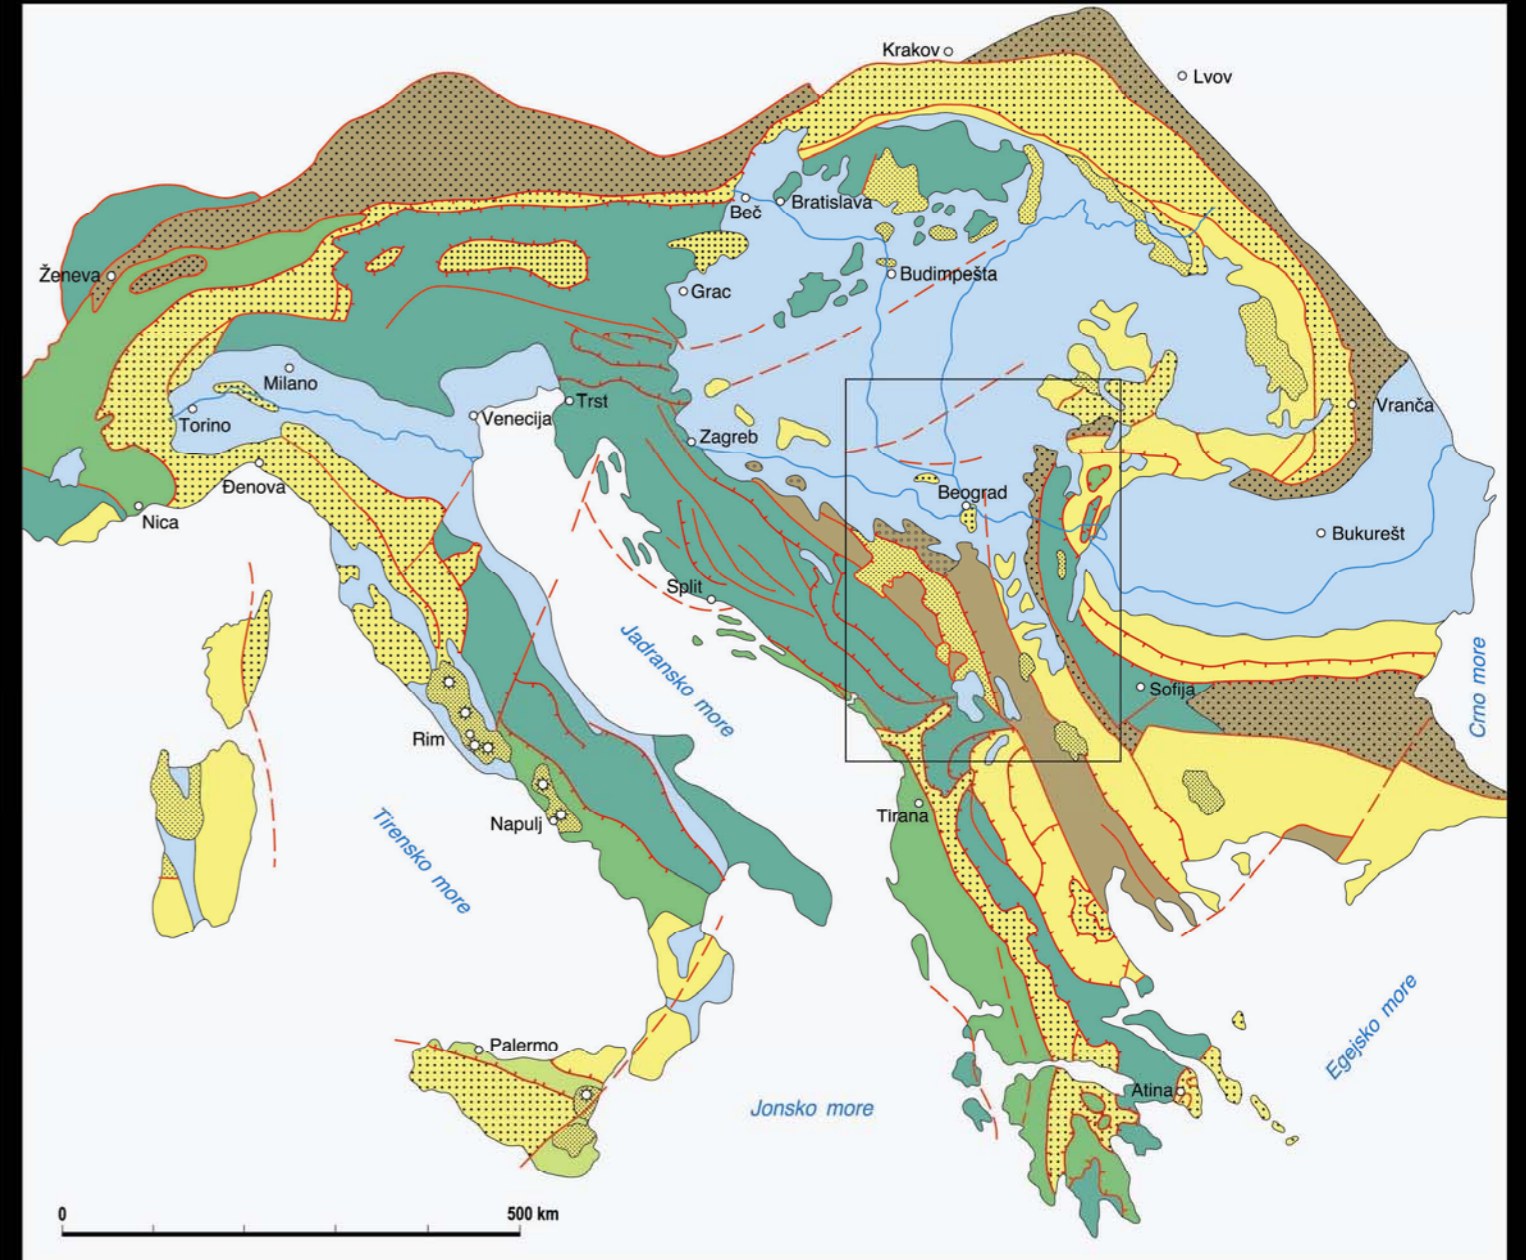 Krakov
Lvov
Beč
Bratislava
Ženeva
Budimpešta
Grac
Milano
Trst
Vranča
Torino
Venecija
Zagreb
Đenova
Beograd
Nica
Bukurešt
Split
Jadransko more
Crno more
Sofija
Rim
Tirensko more
Napulj
Tirana
Egejsko more
Palermo
Atina
Jonsko more
0
500 km